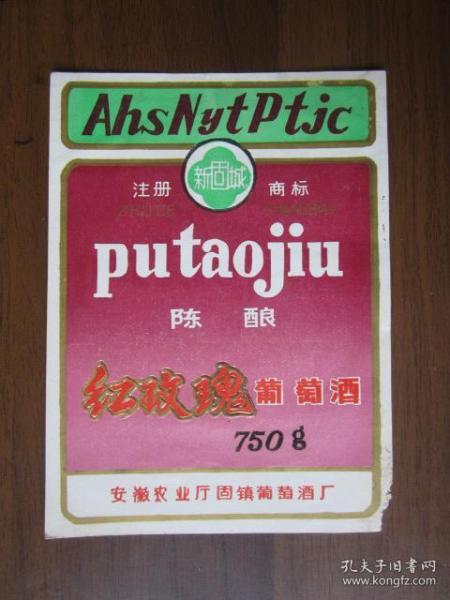 AhsNytPtjc
新固城
注册 商标
ZHUCE SHANGBIAO
putaojiu
陈 酿
红玫瑰葡萄酒
750g
安徽农业厅固镇葡萄酒厂
孔夫子旧书网
www.kongfz.com